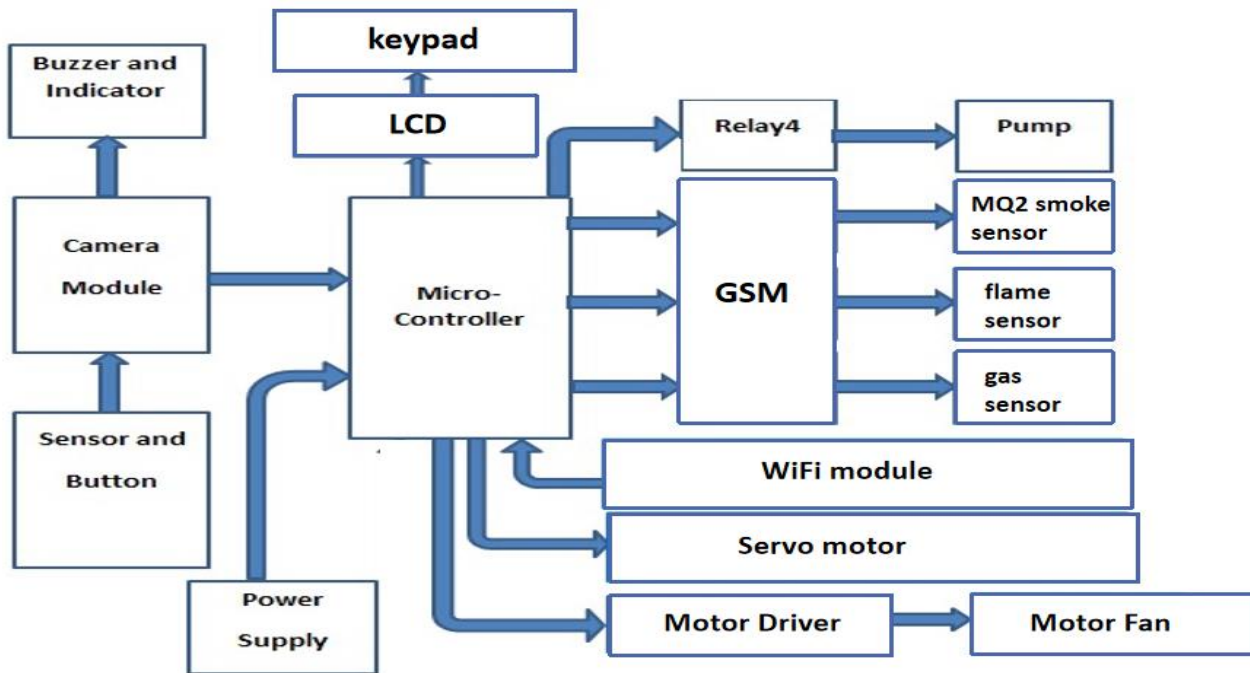 keypad
Buzzer and
Indicator
LCD
Relay4
Pump
MQ2 smoke
sensor
Camera
Module
Micro-
Controller
GSM
flame
sensor
gas
sensor
Sensor and
Button
WiFi module
Servo motor
Power
Supply
Motor Driver
Motor Fan